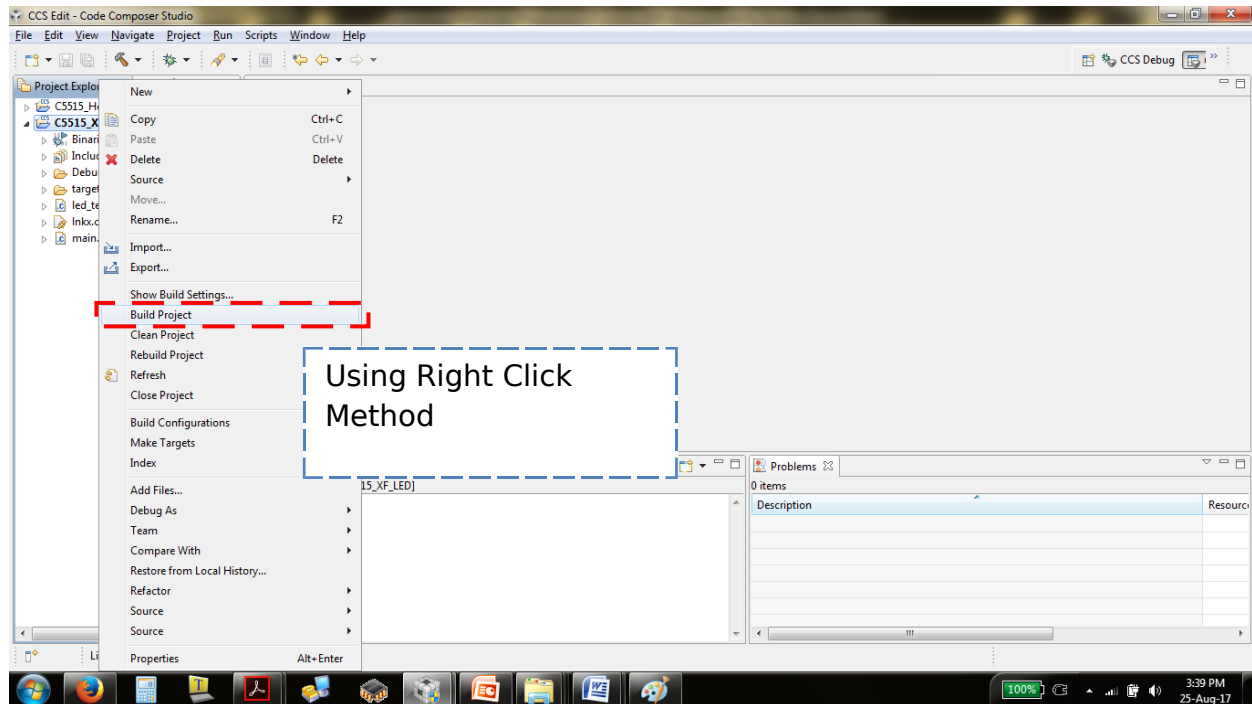 CCS Edit - Code Composer Studio
File Edit View Navigate Project Run Scripts Window Help
CCS Debug
Project Explo
C5515_H
C5515_X
Binari
Includ
Debu
target
led_te
lnkx.c
main.
New
Copy Ctrl+C
Paste Ctrl+V
Delete Delete
Source
Move...
Rename... F2
Import...
Export...
Show Build Settings...
Build Project
Clean Project
Rebuild Project
Refresh
Close Project
Build Configurations
Make Targets
Index
Add Files...
Debug As
Team
Compare With
Restore from Local History...
Refactor
Source
Source
Properties Alt+Enter
Using Right Click
Method
15_XF_LED]
Problems
0 items
Description Resourc
Li
100%
3:39 PM
25-Aug-17